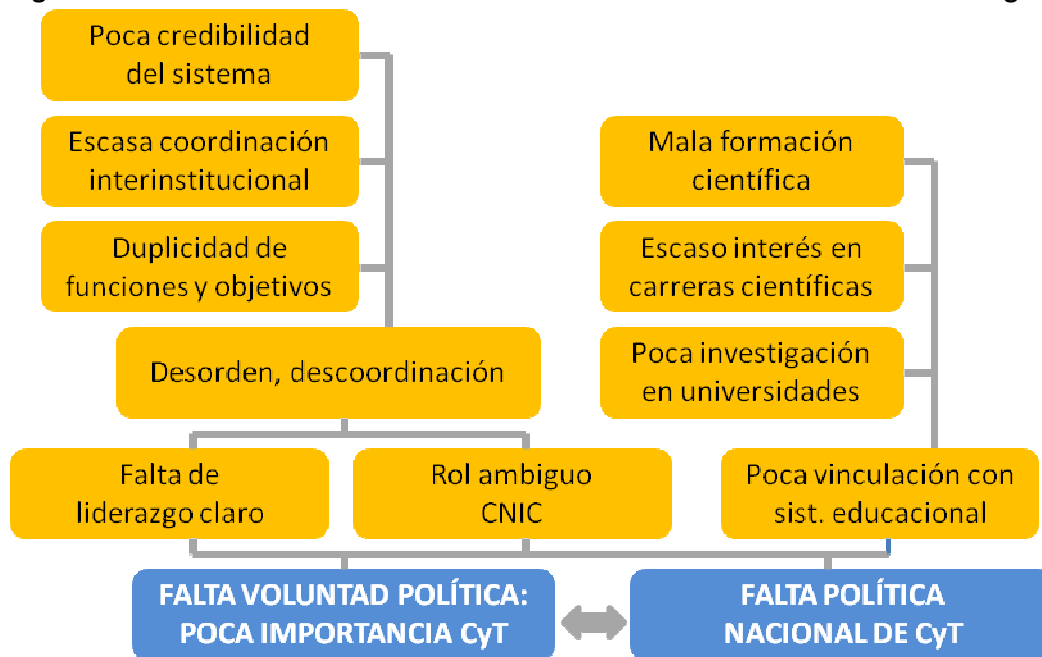 Poca credibilidad
del sistema
Escasa coordinación
interinstitucional
Duplicidad de
funciones y objetivos
Desorden, descoordinación
Mala formación
científica
Escaso interés en
carreras científicas
Poca investigación
en universidades
Falta de
liderazgo claro
Rol ambiguo
CNIC
Poca vinculación con
sist. educacional
FALTA VOLUNTAD POLÍTICA:
POCA IMPORTANCIA CyT
FALTA POLÍTICA
NACIONAL DE CyT